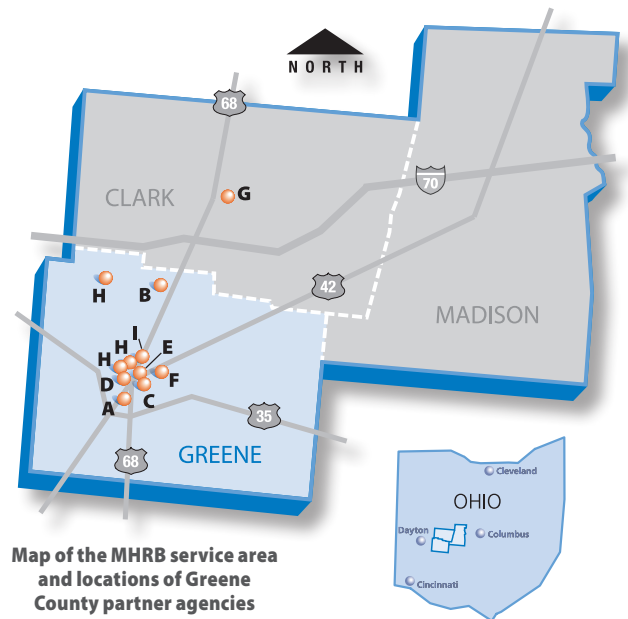 NORTH
68
70
G
CLARK
42
H
B
MADISON
I
H
E
H
D
F
A
C
35
GREENE
68
Cleveland
OHIO
Dayton
Columbus
Cincinnati
Map of the MHRB service area
and locations of Greene
County partner agencies